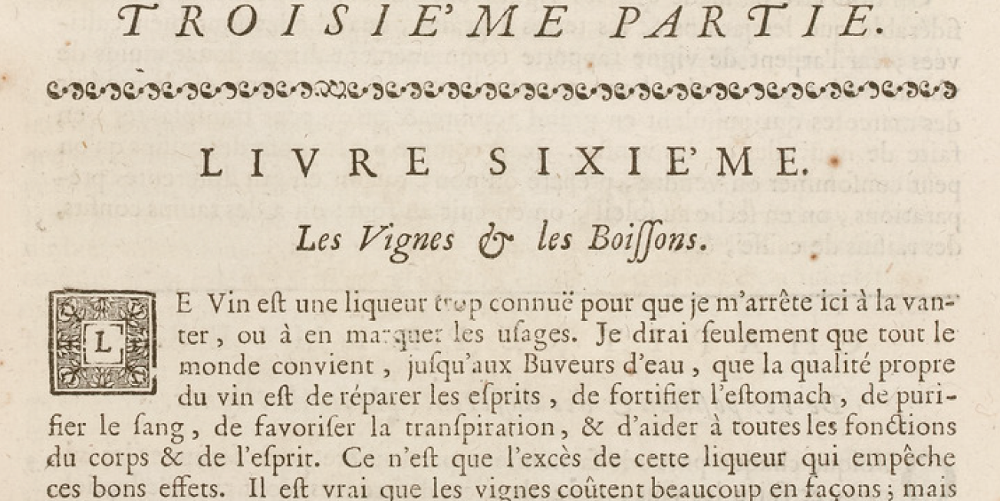 TROISIE'ME PARTIE.
LIVRE SIXIE'ME.
Les Vignes & les Boiſſons.
LE Vin eſt une liqueur trop connuë pour que je m'arrête ici à la van-
ter, ou à en marquer les uſages. Je dirai ſeulement que tout le
monde convient, juſqu'aux Buveurs d'eau, que la qualité propre
du vin eſt de réparer les eſprits, de fortifier l'eſtomach, de puri-
fier le ſang, de favoriſer la tranſpiration, & d'aider à toutes les fonctions
du corps & de l'eſprit. Ce n'eſt que l'excès de cette liqueur qui empêche
ces bons effets. Il eſt vrai que les vignes coûtent beaucoup en façons; mais